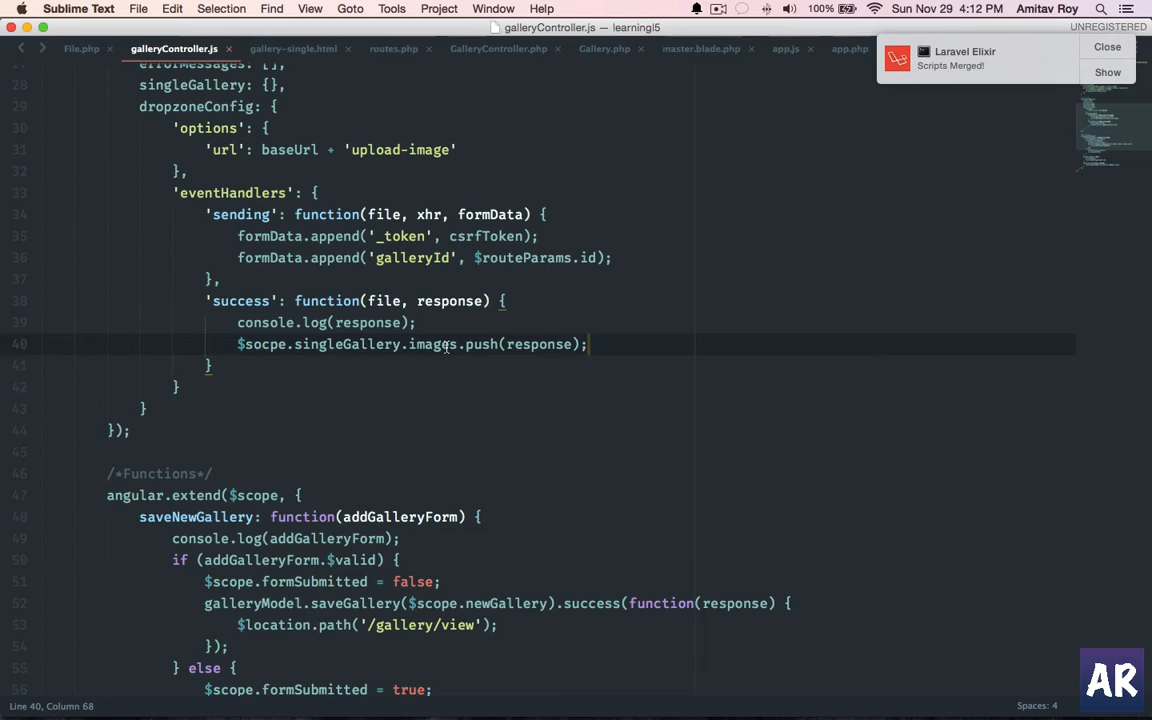 Sublime Text File Edit Selection Find View Goto Tools Project Window Help 100% Sun Nov 29 4:12 PM Amitav Roy
galleryController.js — learningl5 UNREGISTERED
File.php galleryController.js gallery-single.html routes.php GalleryController.php Gallery.php master.blade.php app.js app.php
Laravel Elixir
Scripts Merged!
Close
Show
27 errorMessages: [],
28 singleGallery: {},
29 dropzoneConfig: {
30 'options': {
31 'url': baseUrl + 'upload-image'
32 },
33 'eventHandlers': {
34 'sending': function(file, xhr, formData) {
35 formData.append('_token', csrfToken);
36 formData.append('galleryId', $routeParams.id);
37 },
38 'success': function(file, response) {
39 console.log(response);
40 $socpe.singleGallery.images.push(response);
41 }
42 }
43 }
44 });
45
46 /*Functions*/
47 angular.extend($scope, {
48 saveNewGallery: function(addGalleryForm) {
49 console.log(addGalleryForm);
50 if (addGalleryForm.$valid) {
51 $scope.formSubmitted = false;
52 galleryModel.saveGallery($scope.newGallery).success(function(response) {
53 $location.path('/gallery/view');
54 });
55 } else {
56 $scope.formSubmitted = true;
AR
Line 40, Column 68 Spaces: 4